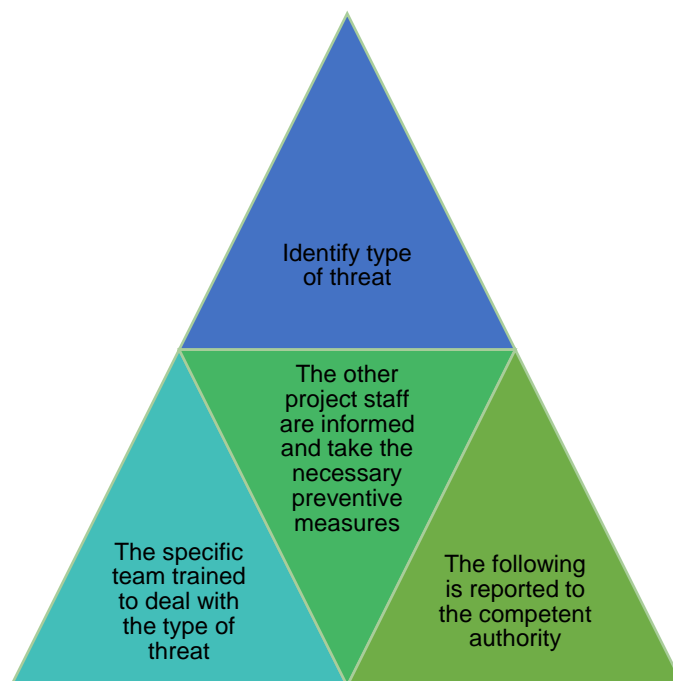 Identify type
of threat
The other
project staff
are informed
and take the
necessary
preventive
measures
The specific
team trained
to deal with
the type of
threat
The following
is reported to
the competent
authority